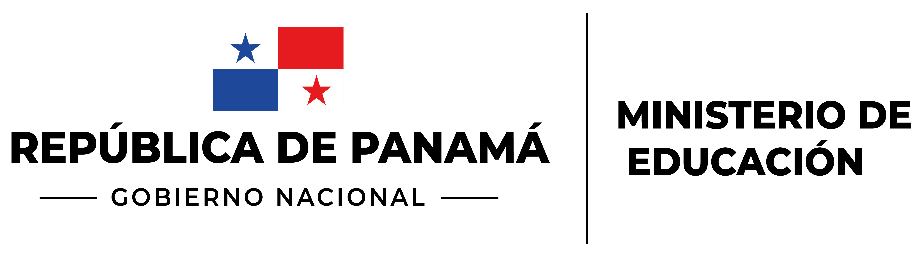 REPÚBLICA DE PANAMÁ
GOBIERNO NACIONAL
MINISTERIO DE
EDUCACIÓN